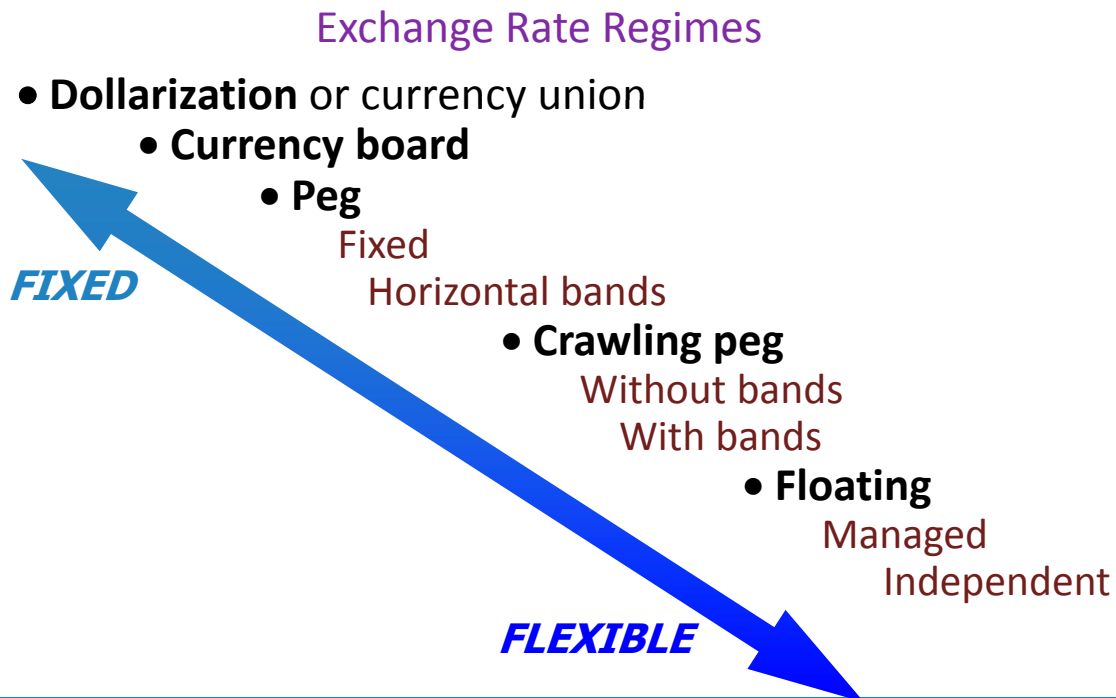 Exchange Rate Regimes
• Dollarization or currency union
• Currency board
• Peg
Fixed
FIXED
Horizontal bands
• Crawling peg
Without bands
With bands
• Floating
Managed
Independent
FLEXIBLE